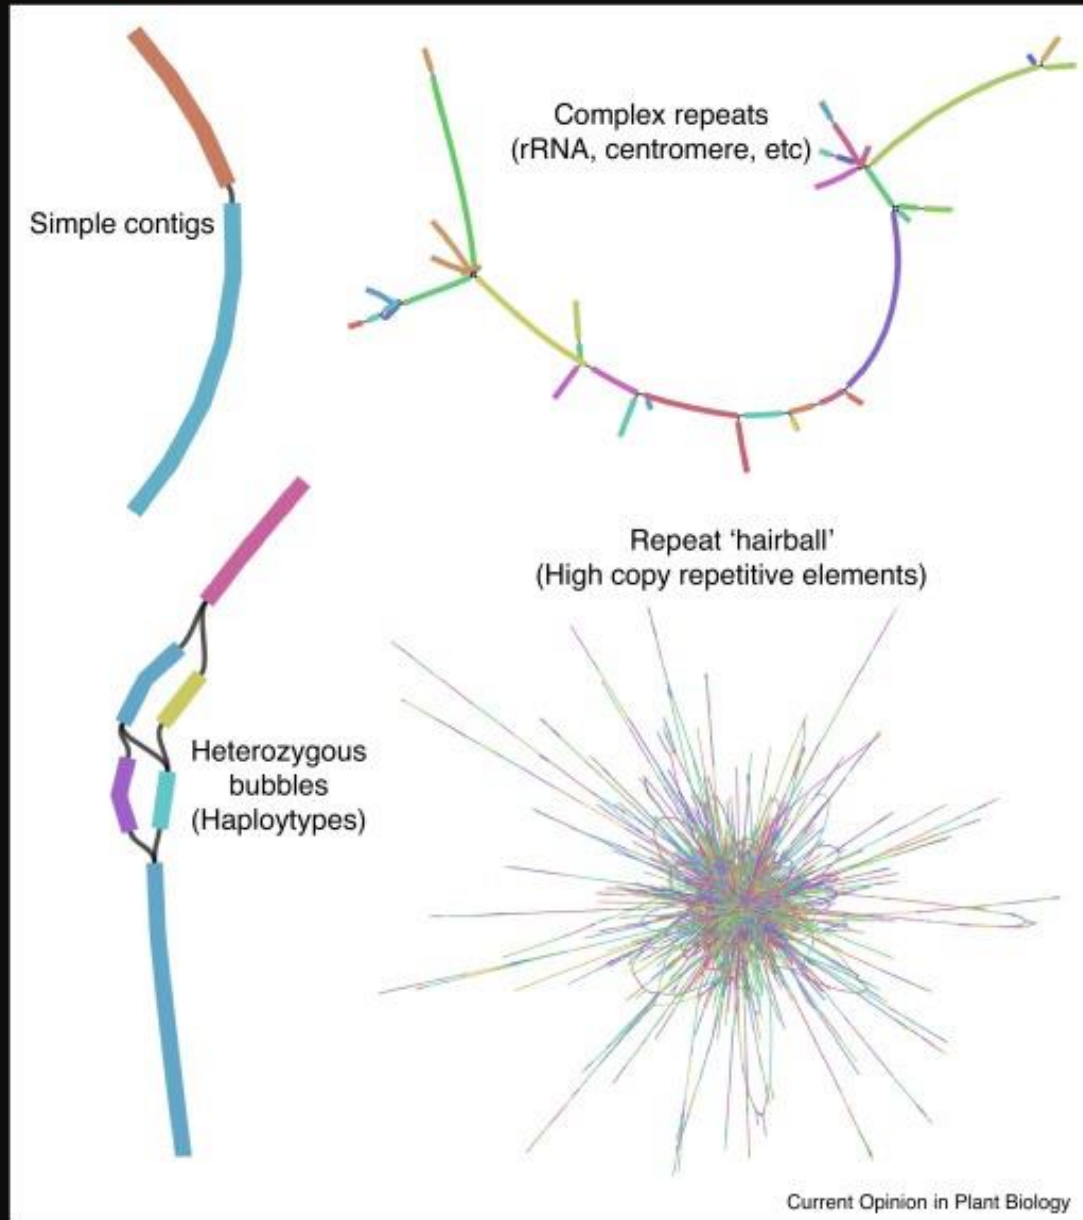 Complex repeats
(rRNA, centromere, etc)
Simple contigs
Repeat ‘hairball’
(High copy repetitive elements)
Heterozygous
bubbles
(Haploytypes)
Current Opinion in Plant Biology